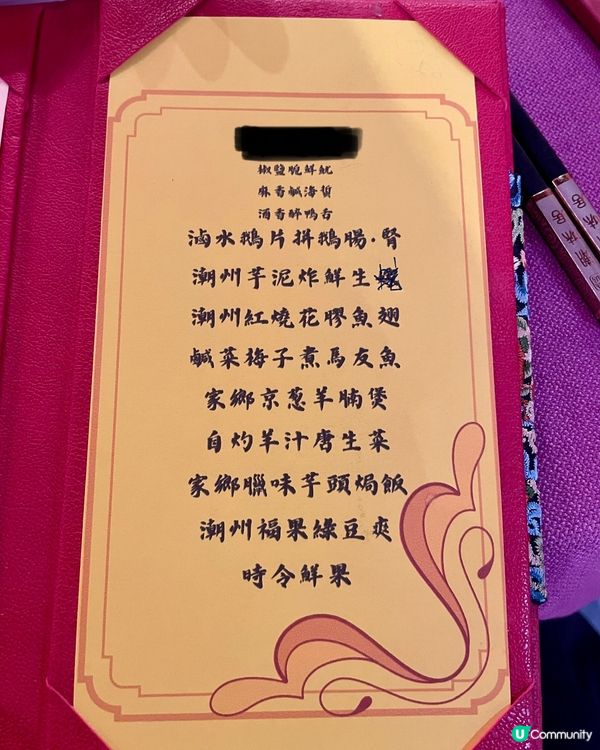 椒鹽脆鮮魷
麻香鹹海蜇
酒香醉鴨舌
滷水鵝片拼鵝腸.腎
潮州芋泥炸鮮生
潮州紅燒花膠魚翅
鹹菜梅子煮馬友魚
家鄉京葱羊腩煲
自灼羊汁唐生菜
家鄉臘味芋頭焗飯
潮州福果綠豆爽
時令鮮果
U Community